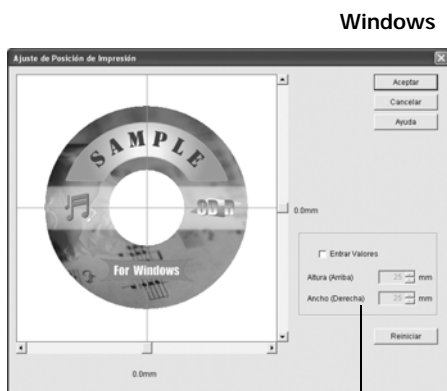 Windows
Ajuste de Posición de Impresión
Aceptar
Cancelar
Ayuda
SAMPLE
CD-R
For Windows
0.0mm
Entrar Valores
Altura (Arriba) 25 mm
Ancho (Derecha) 25 mm
Reiniciar
0.0mm